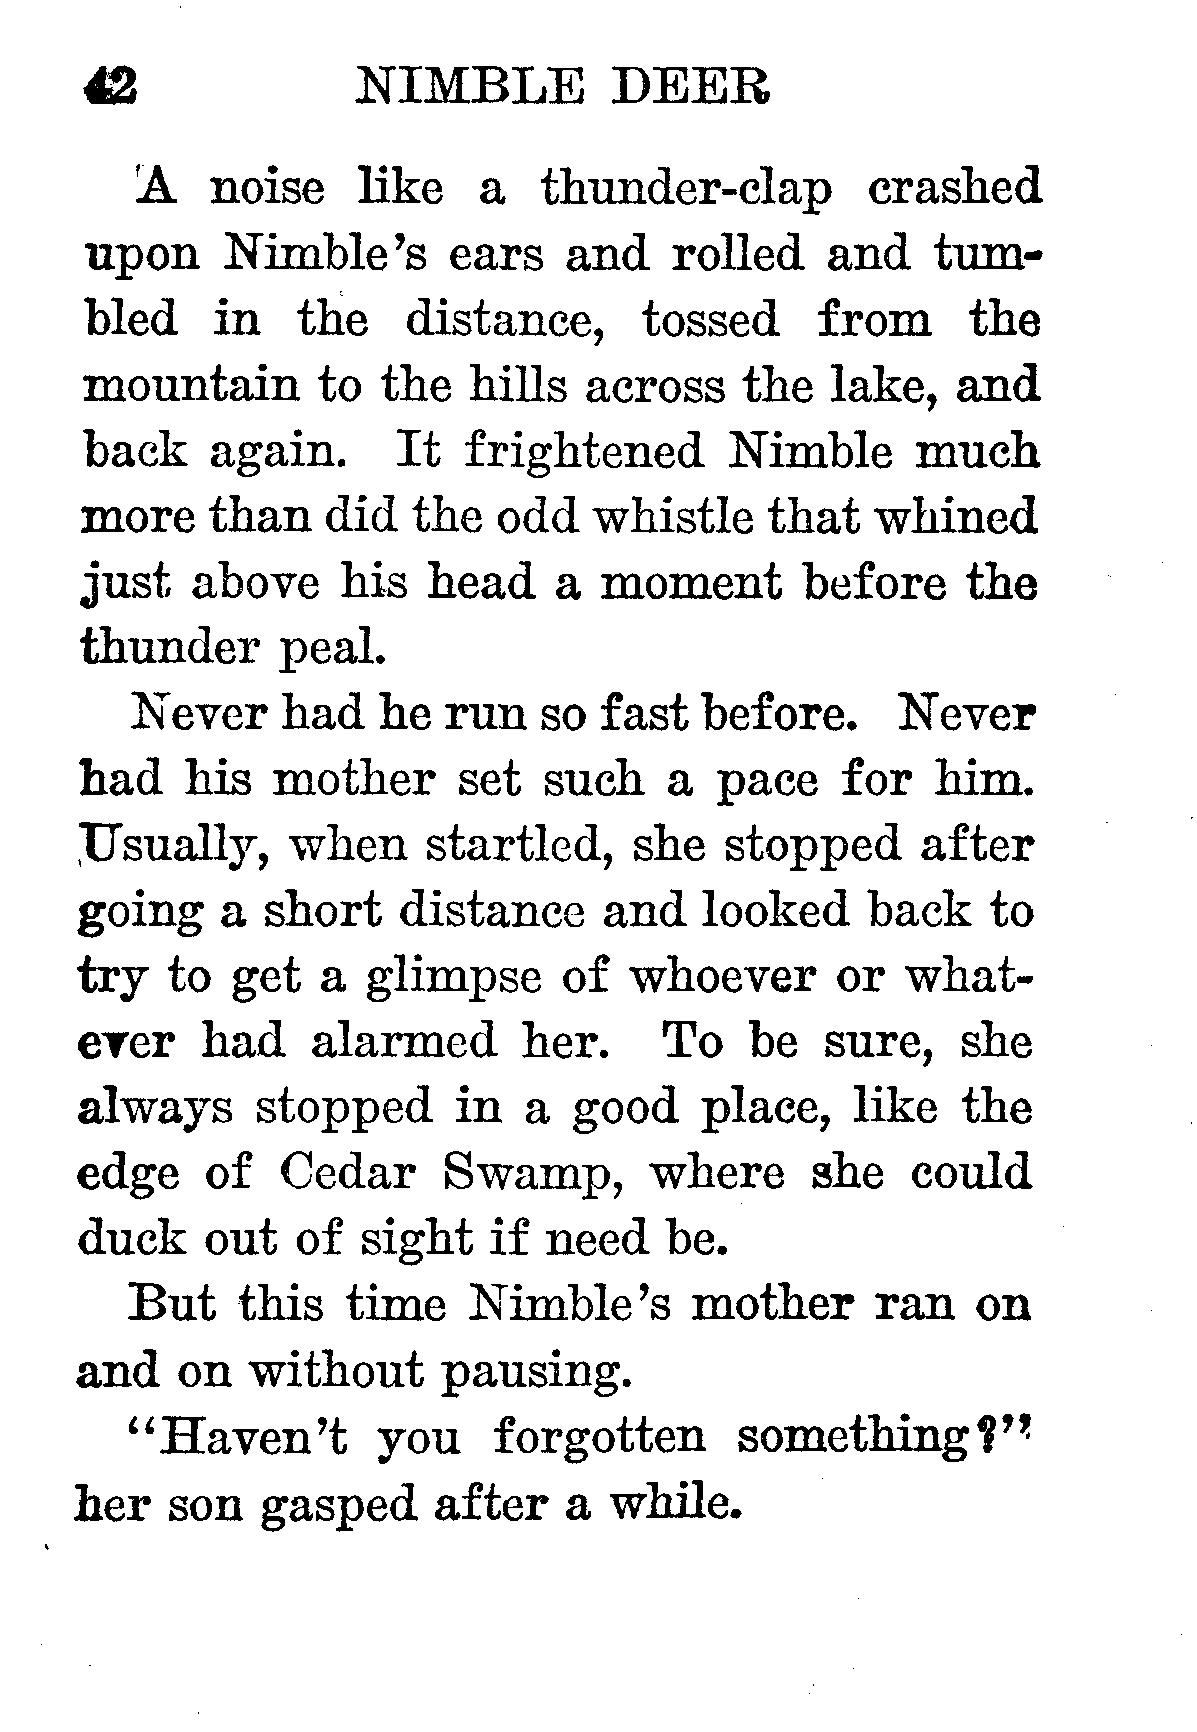 42 NIMBLE DEER
A noise like a thunder-clap crashed
upon Nimble's ears and rolled and tum-
bled in the distance, tossed from the
mountain to the hills across the lake, and
back again. It frightened Nimble much
more than did the odd whistle that whined
just above his head a moment before the
thunder peal.
Never had he run so fast before. Never
had his mother set such a pace for him.
Usually, when startled, she stopped after
going a short distance and looked back to
try to get a glimpse of whoever or what-
ever had alarmed her. To be sure, she
always stopped in a good place, like the
edge of Cedar Swamp, where she could
duck out of sight if need be.
But this time Nimble's mother ran on
and on without pausing.
"Haven't you forgotten something?"
her son gasped after a while.